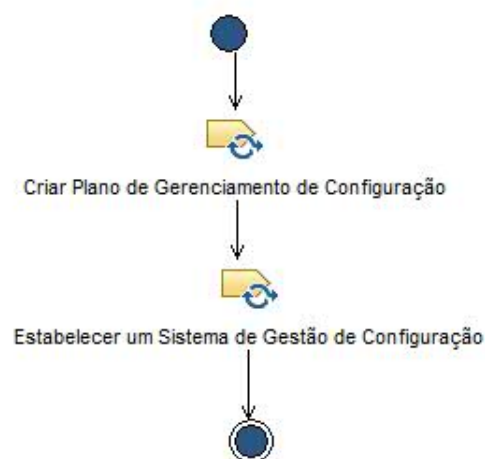 Criar Plano de Gerenciamento de Configuração
Estabelecer um Sistema de Gestão de Configuração